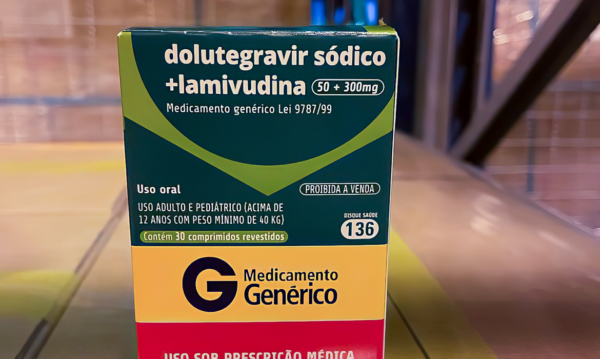 dolutegravir sódico
+lamivudina 50 + 300mg
Medicamento genérico Lei 9787/99
Uso oral
PROIBIDA A VENDA
USO ADULTO E PEDIÁTRICO (ACIMA DE
12 ANOS COM PESO MÍNIMO DE 40 KG)
Contém 30 comprimidos revestidos
DISQUE SAÚDE
136
G Medicamento
Genérico
USO SOB PRESCRIÇÃO MÉDICA